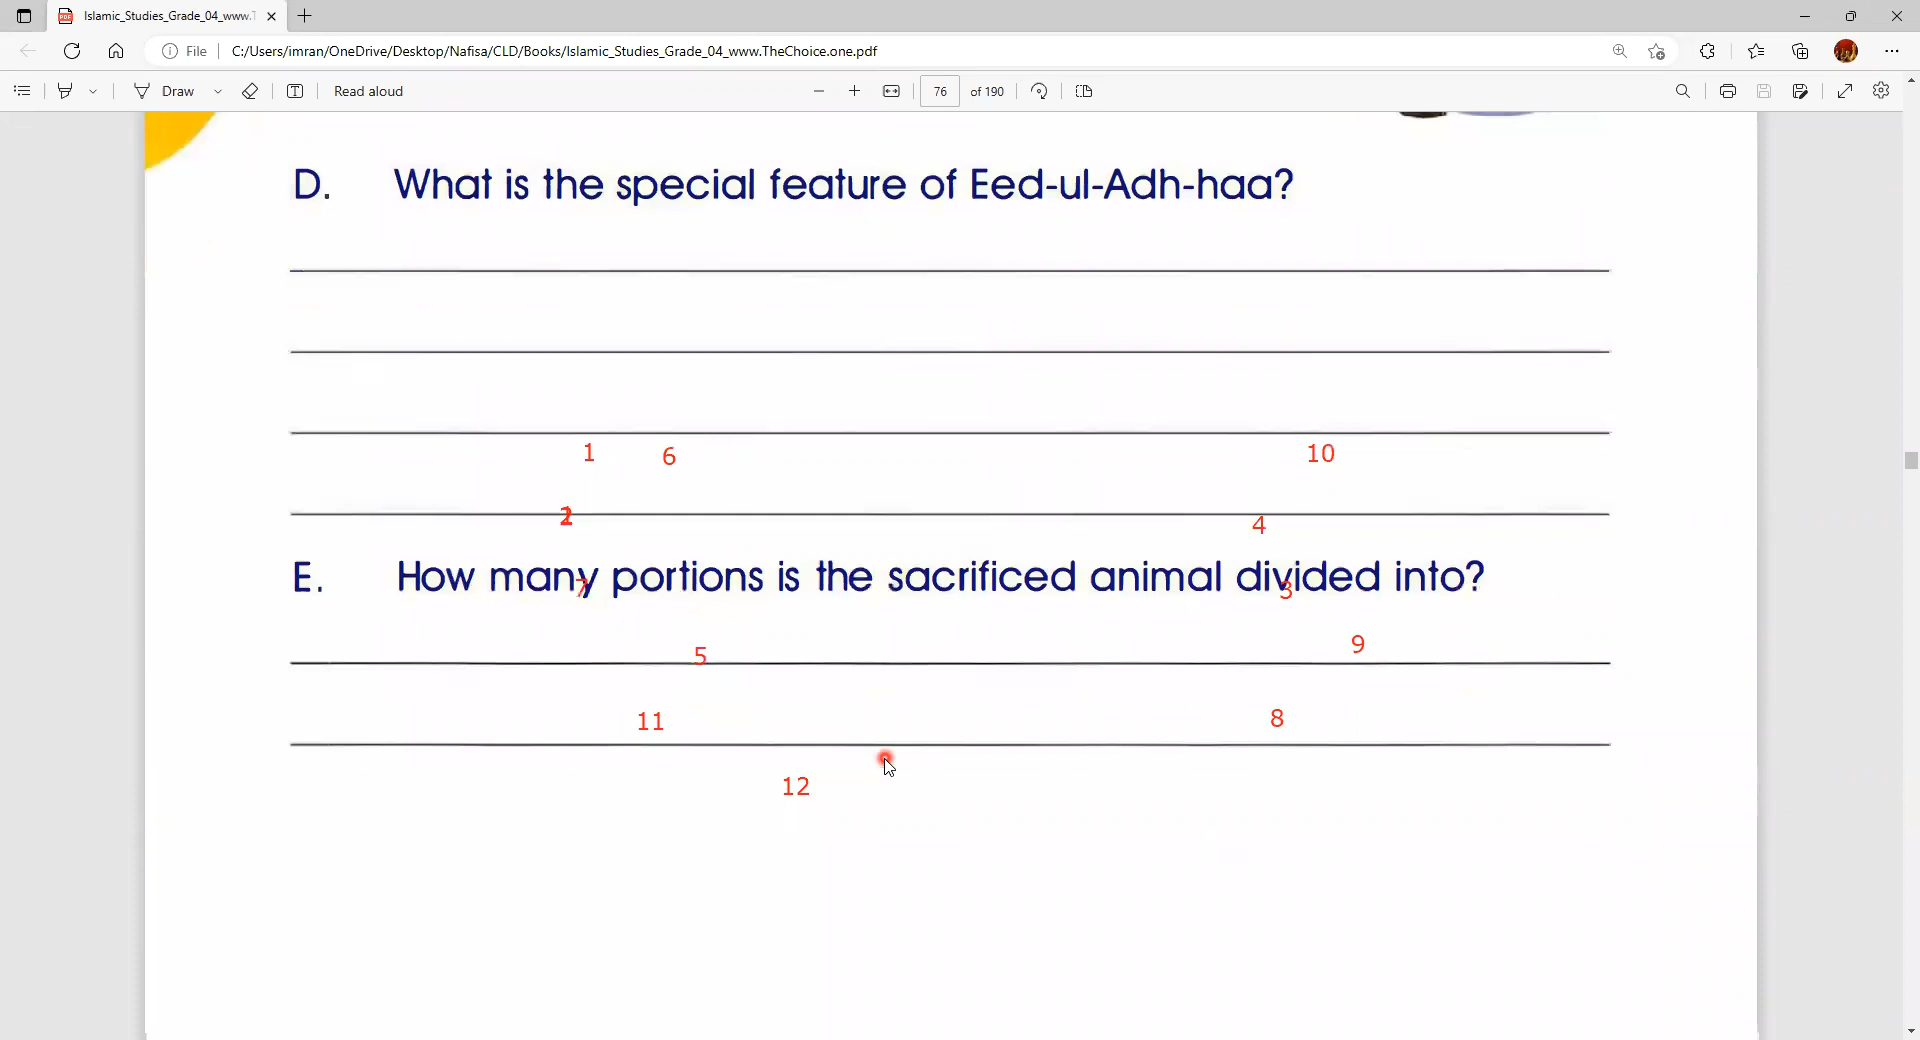 Islamic_Studies_Grade_04_www.T
File C:/Users/imran/OneDrive/Desktop/Nafisa/CLD/Books/Islamic_Studies_Grade_04_www.TheChoice.one.pdf
Draw Read aloud 76 of 190
D. What is the special feature of Eed-ul-Adh-haa?
1 6 10
2 4
E. How many portions is the sacrificed animal divided into?
7 3
5 9
11 8
12